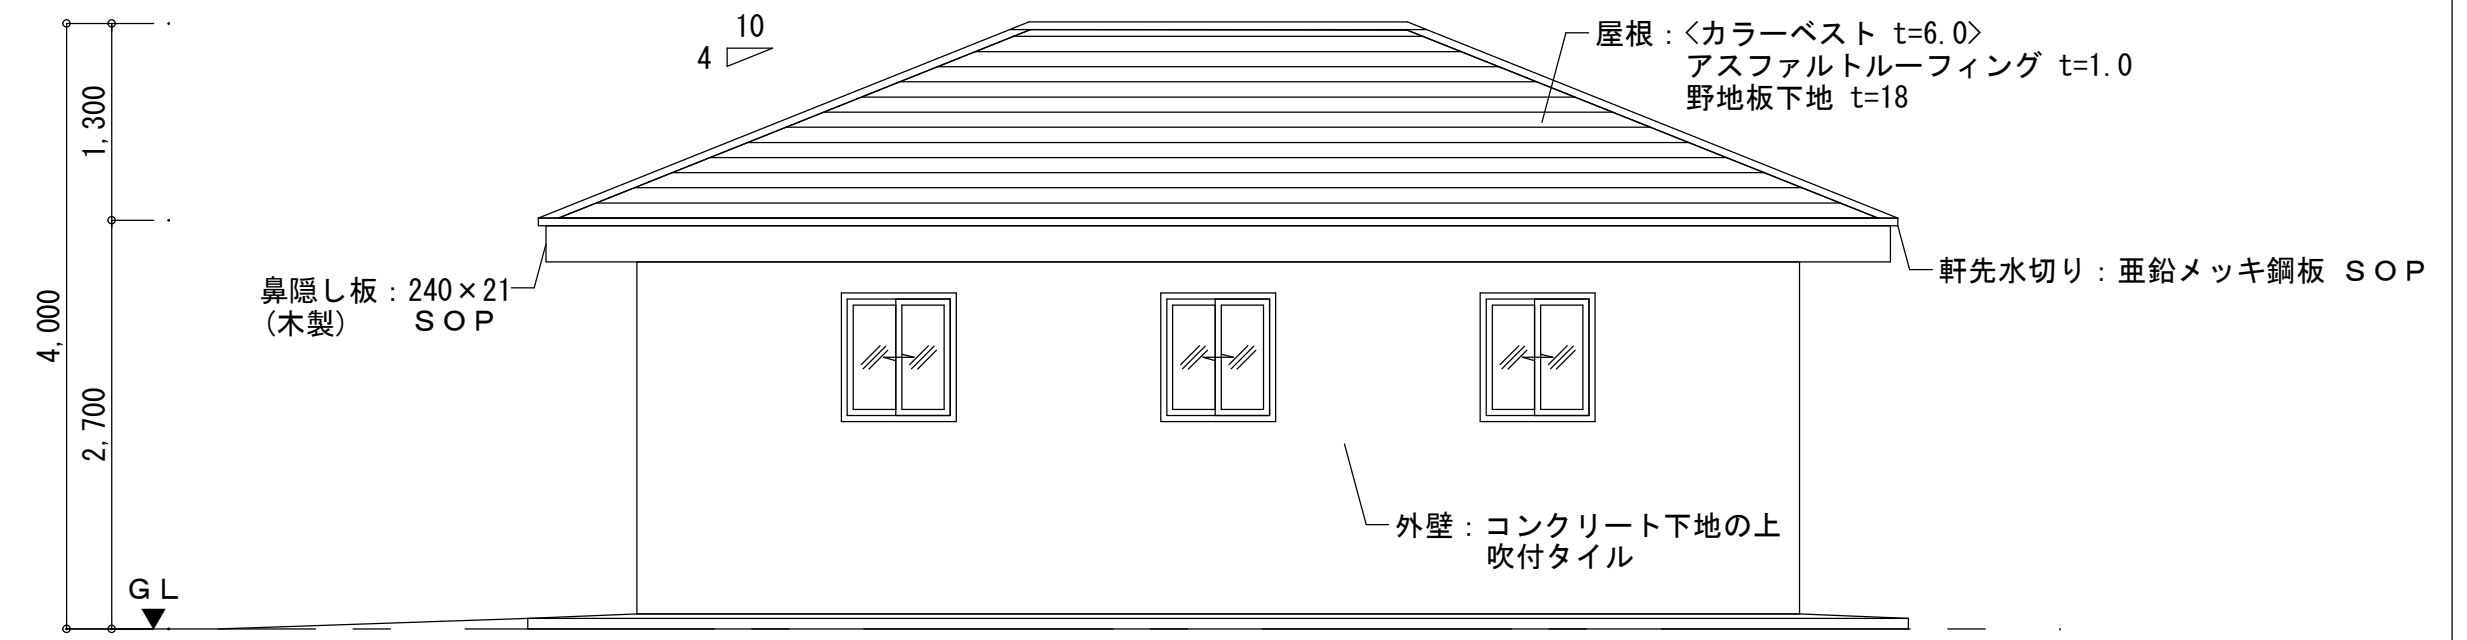 10
4
屋根：<カラーベスト t=6.0>
アスファルトルーフィング t=1.0
野地板下地 t=18
1,300
4,000
2,700
鼻隠し板：240×21
(木製) ＳＯＰ
軒先水切り：亜鉛メッキ鋼板 ＳＯＰ
外壁：コンクリート下地の上
吹付タイル
ＧＬ